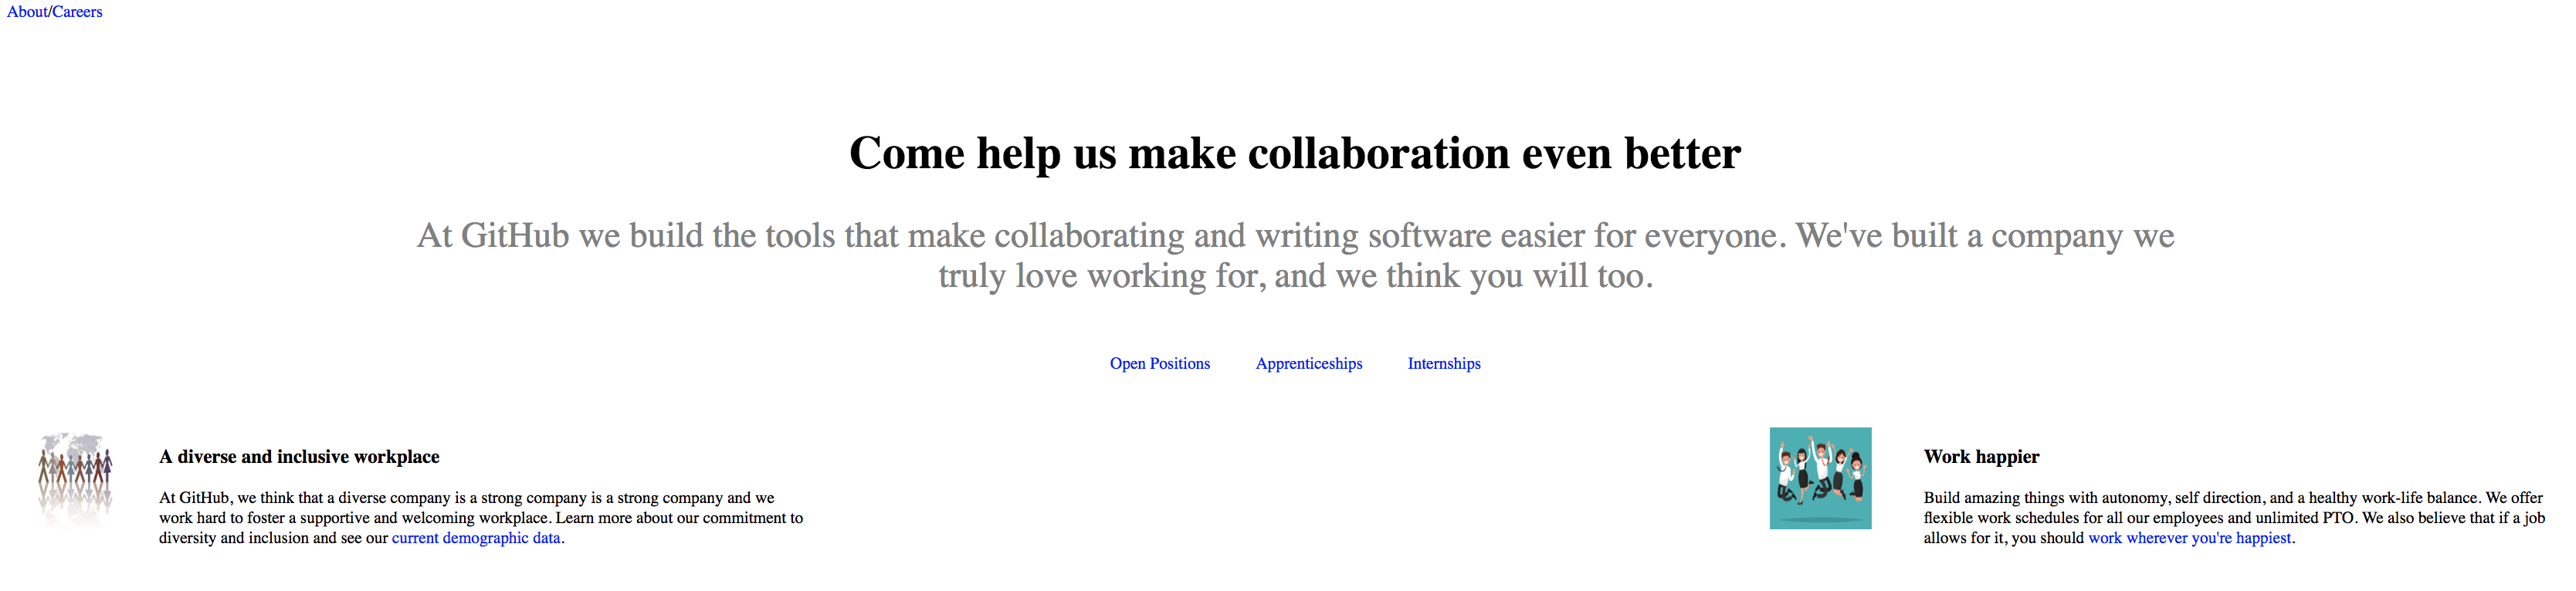 About/Careers
Come help us make collaboration even better
At GitHub we build the tools that make collaborating and writing software easier for everyone. We've built a company we
truly love working for, and we think you will too.
Open Positions Apprenticeships Internships
A diverse and inclusive workplace
At GitHub, we think that a diverse company is a strong company is a strong company and we
work hard to foster a supportive and welcoming workplace. Learn more about our commitment to
diversity and inclusion and see our current demographic data.
Work happier
Build amazing things with autonomy, self direction, and a healthy work-life balance. We offer
flexible work schedules for all our employees and unlimited PTO. We also believe that if a job
allows for it, you should work wherever you're happiest.